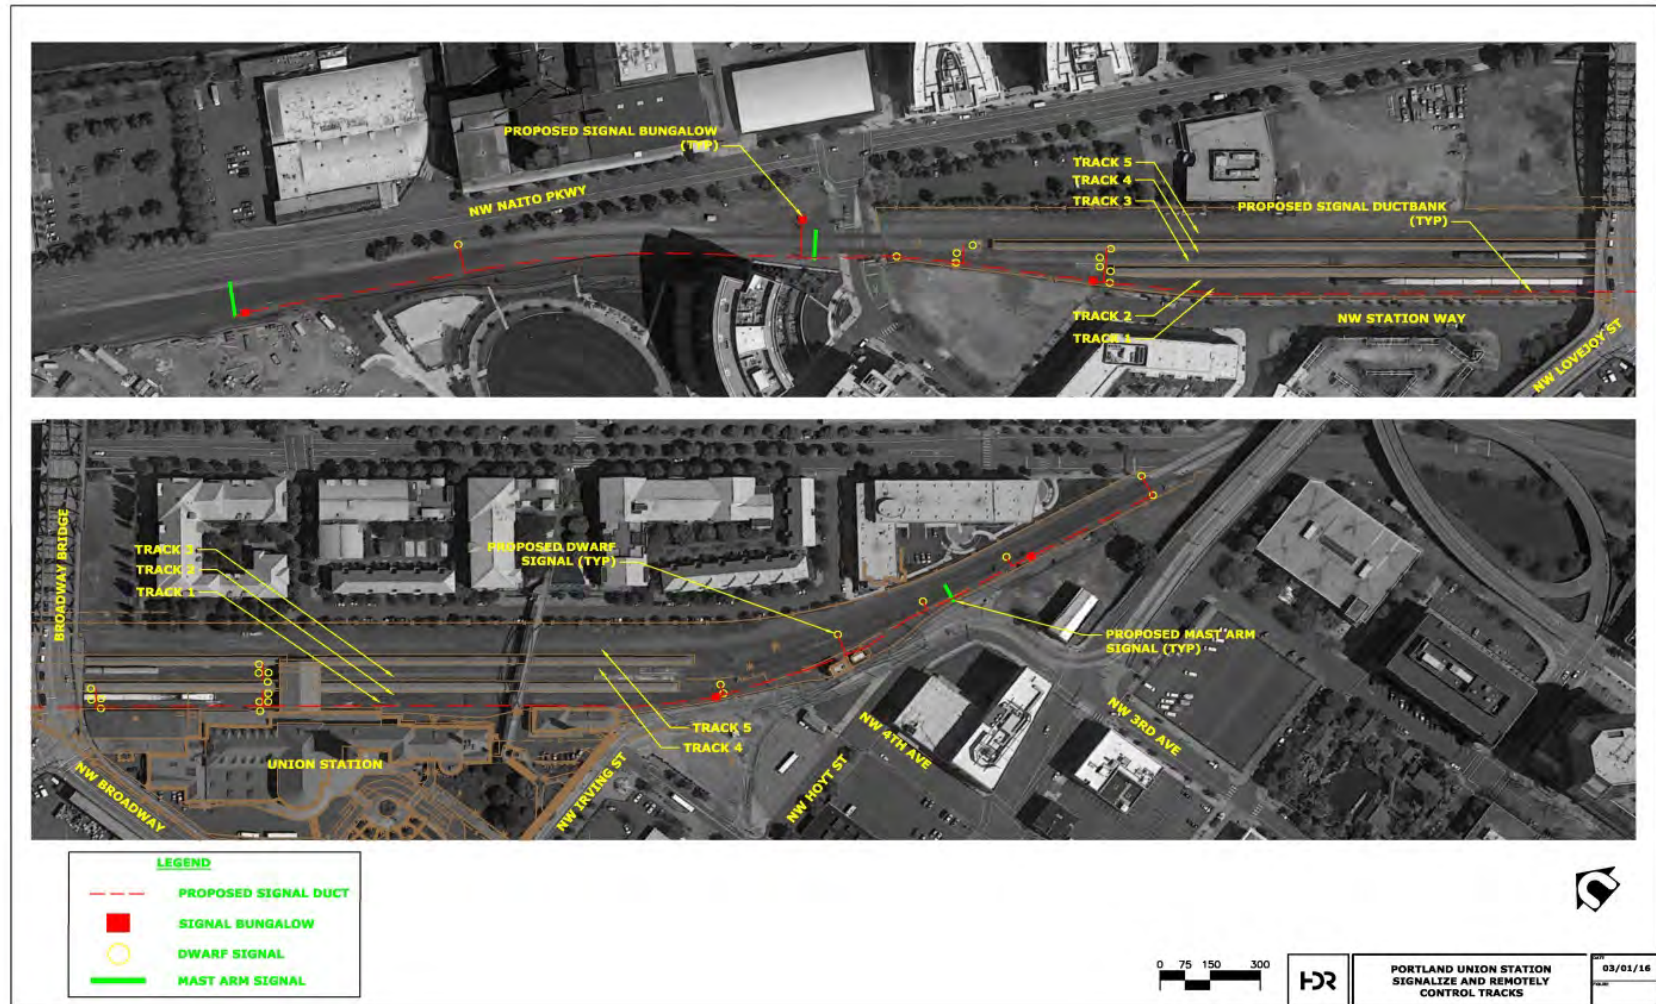 PROPOSED SIGNAL BUNGALOW
(TYP)
NW NAITO PKWY
TRACK 5
TRACK 4
TRACK 3
PROPOSED SIGNAL DUCTBANK
(TYP)
TRACK 2
TRACK 1
NW STATION WAY
NW LOVEJOY ST
BROADWAY BRIDGE
TRACK 3
TRACK 2
TRACK 1
PROPOSED DWARF
SIGNAL (TYP)
PROPOSED MAST ARM
SIGNAL (TYP)
TRACK 5
TRACK 4
UNION STATION
NW BROADWAY
NW IRVING ST
NW HOYT ST
NW 4TH AVE
NW 3RD AVE
LEGEND
PROPOSED SIGNAL DUCT
SIGNAL BUNGALOW
DWARF SIGNAL
MAST ARM SIGNAL
0 75 150 300
HDR
PORTLAND UNION STATION
SIGNALIZE AND REMOTELY
CONTROL TRACKS
DATE
03/01/16